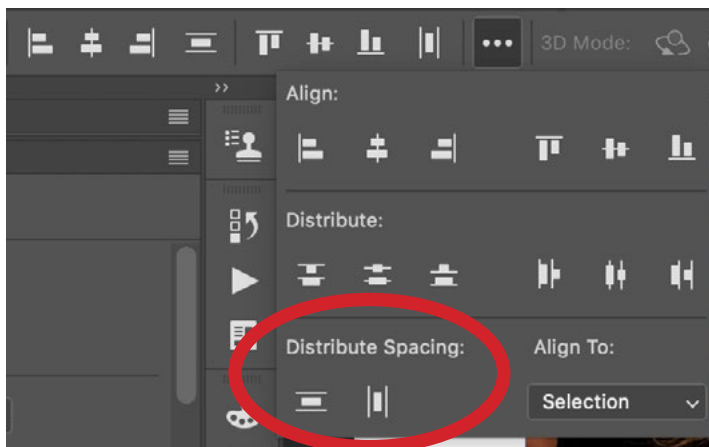 3D Mode:
Align:
Distribute:
Distribute Spacing:
Align To:
Selection